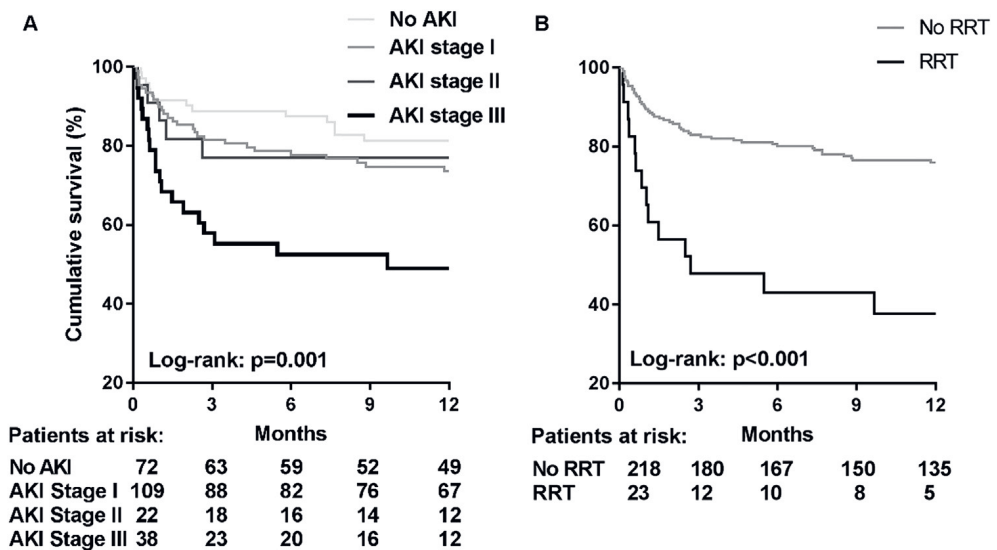 A
No AKI
AKI stage I
AKI stage II
AKI stage III
Cumulative survival (%)
100
80
60
40
20
Log-rank: p=0.001
0 3 6 9 12
Patients at risk: Months
No AKI 72 63 59 52 49
AKI Stage I 109 88 82 76 67
AKI Stage II 22 18 16 14 12
AKI Stage III 38 23 20 16 12
B
No RRT
RRT
100
80
60
40
20
Log-rank: p<0.001
0 3 6 9 12
Patients at risk: Months
No RRT 218 180 167 150 135
RRT 23 12 10 8 5